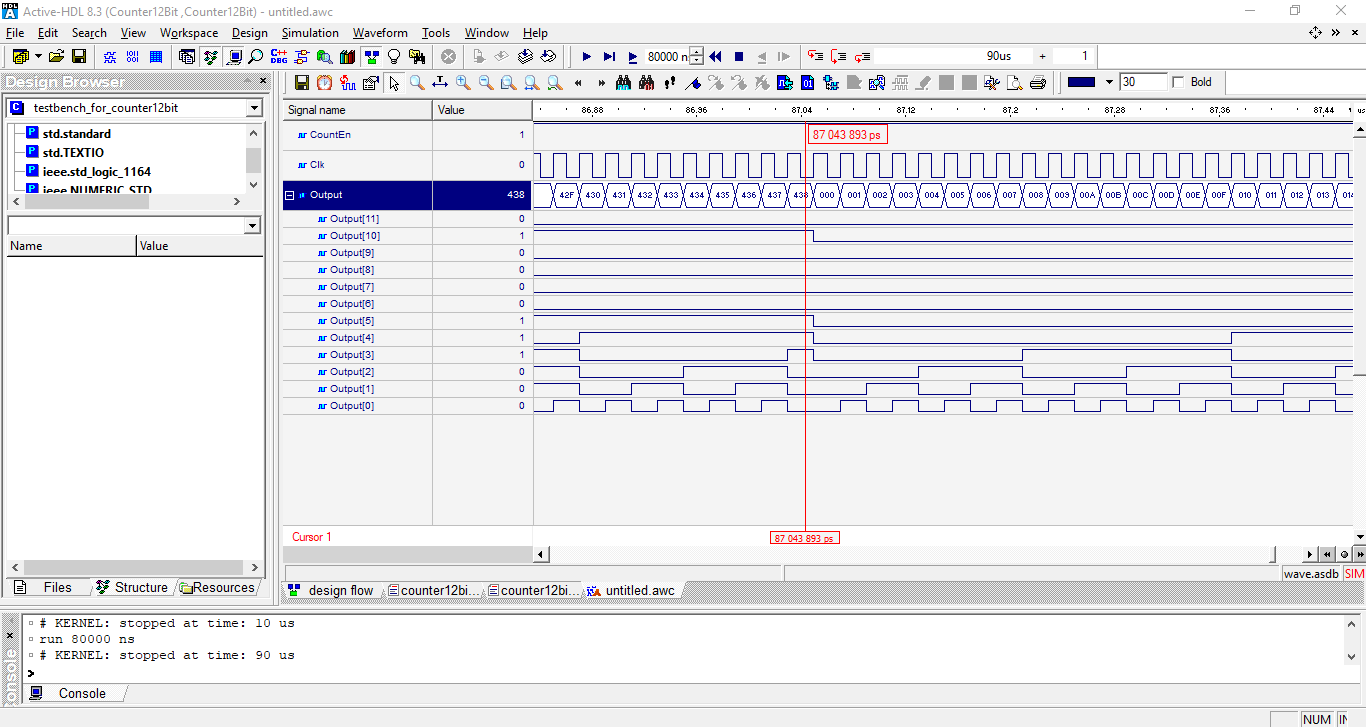 Active-HDL 8.3 (Counter12Bit ,Counter12Bit) - untitled.awc
File Edit Search View Workspace Design Simulation Waveform Tools Window Help
80000 n 90us + 1
Design Browser
testbench_for_counter12bit
30 Bold
std.standard
std.TEXTIO
ieee.std_logic_1164
ieee.NUMERIC_STD
Name Value
Signal name Value 86.88 86.96 87.04 87.12 87.2 87.28 87.36 87.44 us
CountEn 1 87 043 893 ps
Clk 0
Output 438 42F 430 431 432 433 434 435 436 437 438 000 001 002 003 004 005 006 007 008 009 00A 00B 00C 00D 00E 00F 010 011 012 013 014
Output[11] 0
Output[10] 1
Output[9] 0
Output[8] 0
Output[7] 0
Output[6] 0
Output[5] 1
Output[4] 1
Output[3] 1
Output[2] 0
Output[1] 0
Output[0] 0
Cursor 1 87 043 893 ps
wave.asdb SIM
Files Structure Resources
design flow counter12bi... counter12bi... untitled.awc
# KERNEL: stopped at time: 10 us
run 80000 ns
# KERNEL: stopped at time: 90 us
>
Console
NUM